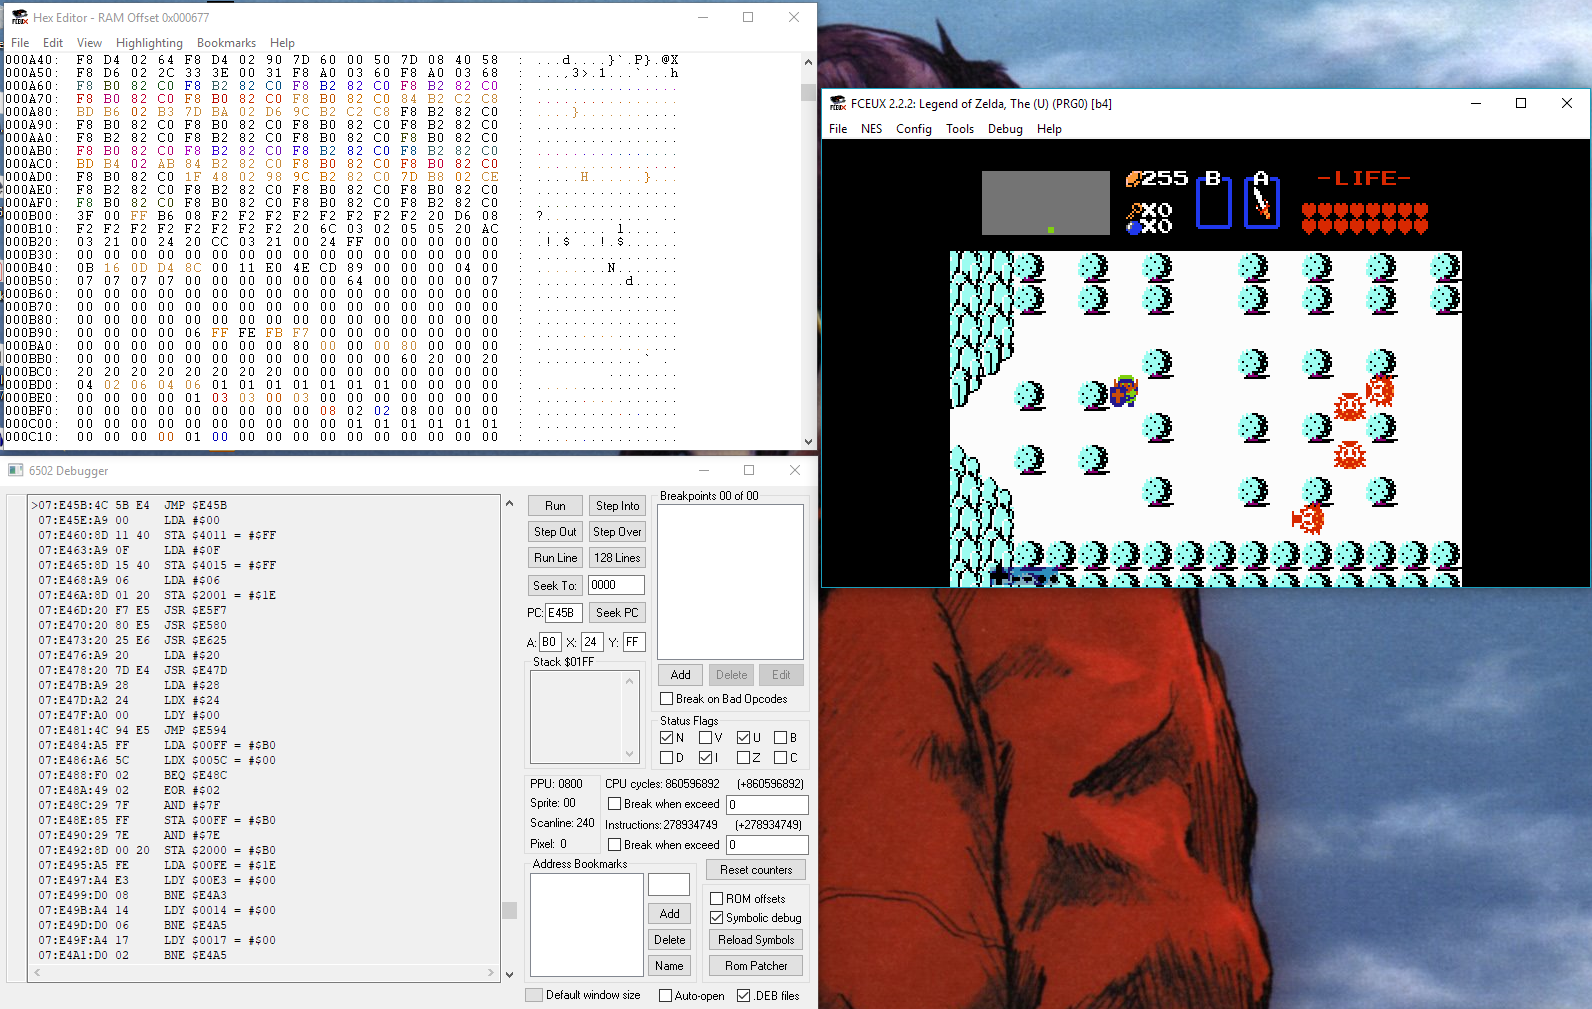 Hex Editor - RAM Offset 0x000677
File Edit View Highlighting Bookmarks Help
000A40: F8 D4 02 64 F8 D4 02 90 7D 60 00 50 7D 08 40 58 : ...d....}`.P}.@X
000A50: F8 D6 02 2C 33 3E 00 31 F8 A0 03 60 F8 A0 03 68 : ...,3>.1...`...h
000A60: F8 B0 82 C0 F8 B2 82 C0 F8 B2 82 C0 F8 B2 82 C0 : ................
000A70: F8 B0 82 C0 F8 B0 82 C0 F8 B0 82 C0 84 B2 C2 C8 : ................
000A80: BD B6 02 B3 7D BA 02 D6 9C B2 C2 C8 F8 B2 82 C0 : ....}...........
000A90: F8 B0 82 C0 F8 B0 82 C0 F8 B2 82 C0 F8 B0 82 C0 : ................
000AA0: F8 B2 82 C0 F8 B2 82 C0 F8 B0 82 C0 F8 B2 82 C0 : ................
000AB0: F8 B0 82 C0 F8 B2 82 C0 F8 B2 82 C0 F8 B2 82 C0 : ................
000AC0: BD B4 02 AB 84 B2 82 C0 F8 B0 82 C0 F8 B0 82 C0 : ................
000AD0: F8 B0 82 C0 1F 48 02 98 9C B2 82 C0 7D B8 02 CE : .....H......}...
000AE0: F8 B2 82 C0 F8 B2 82 C0 F8 B2 82 C0 F8 B0 82 C0 : ................
000AF0: F8 B0 82 C0 F8 B0 82 C0 F8 B2 82 C0 F8 B2 82 C0 : ................
000B00: 3F 00 FF B6 08 F2 F2 F2 F2 F2 F2 F2 F2 20 D6 08 : ?............ ..
000B10: F2 F2 F2 F2 F2 F2 F2 F2 20 6C 03 02 05 05 20 AC : ........ l.... .
000B20: 03 21 00 24 20 CC 03 21 00 24 FF 00 00 00 00 00 : .!.$ ..!.$......
000B30: 00 00 00 00 00 00 00 00 00 00 00 00 00 00 00 00 : ................
000B40: 0B 16 0D D4 8C 00 11 E0 4E CD 89 00 00 00 04 00 : ........N.......
000B50: 07 07 07 07 00 00 00 00 00 00 64 00 00 00 00 07 : ..........d.....
000B60: 00 00 00 00 00 00 00 00 00 00 00 00 00 00 00 00 : ................
000B70: 00 00 00 00 00 00 00 00 00 00 00 00 00 00 00 00 : ................
000B80: 00 00 00 00 00 00 00 00 00 00 00 00 00 00 00 00 : ................
000B90: 00 00 00 00 06 FF FE FB F7 00 00 00 00 00 00 00 : ................
000BA0: 00 00 00 00 00 00 00 00 80 00 00 00 80 00 00 00 : ................
000BB0: 00 00 00 00 00 00 00 00 00 00 00 00 60 20 00 20 : ............` .
000BC0: 20 20 20 20 20 20 20 20 00 00 00 00 00 00 00 00 : ........
000BD0: 04 02 06 04 06 01 01 01 01 01 01 01 00 00 00 00 : ................
000BE0: 00 00 00 00 01 03 03 00 03 00 00 00 00 00 00 00 : ................
000BF0: 00 00 00 00 00 00 00 00 00 08 02 02 08 00 00 00 : ................
000C00: 00 00 00 00 00 00 00 00 00 00 01 01 01 01 01 01 : ................
000C10: 00 00 00 00 01 00 00 00 00 00 00 00 00 00 00 00 : ................
FCEUX 2.2.2: Legend of Zelda, The (U) (PRG0) [b4]
File NES Config Tools Debug Help
255 B A -LIFE-
X0
X0
6502 Debugger
>07:E45B:4C 5B E4 JMP $E45B
07:E45E:A9 00 LDA #$00
07:E460:8D 11 40 STA $4011 = #$FF
07:E463:A9 0F LDA #$0F
07:E465:8D 15 40 STA $4015 = #$FF
07:E468:A9 06 LDA #$06
07:E46A:8D 01 20 STA $2001 = #$1E
07:E46D:20 F7 E5 JSR $E5F7
07:E470:20 80 E5 JSR $E580
07:E473:20 25 E6 JSR $E625
07:E476:A9 20 LDA #$20
07:E478:20 7D E4 JSR $E47D
07:E47B:A9 28 LDA #$28
07:E47D:A2 24 LDX #$24
07:E47F:A0 00 LDY #$00
07:E481:4C 94 E5 JMP $E594
07:E484:A5 FF LDA $00FF = #$B0
07:E486:A6 5C LDX $005C = #$00
07:E488:F0 02 BEQ $E48C
07:E48A:49 02 EOR #$02
07:E48C:29 7F AND #$7F
07:E48E:85 FF STA $00FF = #$B0
07:E490:29 7E AND #$7E
07:E492:8D 00 20 STA $2000 = #$B0
07:E495:A5 FE LDA $00FE = #$1E
07:E497:A4 E3 LDY $00E3 = #$00
07:E499:D0 08 BNE $E4A3
07:E49B:A4 14 LDY $0014 = #$00
07:E49D:D0 06 BNE $E4A5
07:E49F:A4 17 LDY $0017 = #$00
07:E4A1:D0 02 BNE $E4A5
Run Step Into
Step Out Step Over
Run Line 128 Lines
Seek To: 0000
PC: E45B Seek PC
A: B0 X: 24 Y: FF
Stack $01FF
Breakpoints 00 of 00
Add Delete Edit
Break on Bad Opcodes
Status Flags
N V U B
D I Z C
PPU: 0800
Sprite: 00
Scanline: 240
Pixel: 0
CPU cycles: 860596892 (+860596892)
Break when exceed 0
Instructions: 278934749 (+278934749)
Break when exceed 0
Address Bookmarks
Add
Delete
Name
Reset counters
ROM offsets
Symbolic debug
Reload Symbols
Rom Patcher
Default window size Auto-open .DEB files